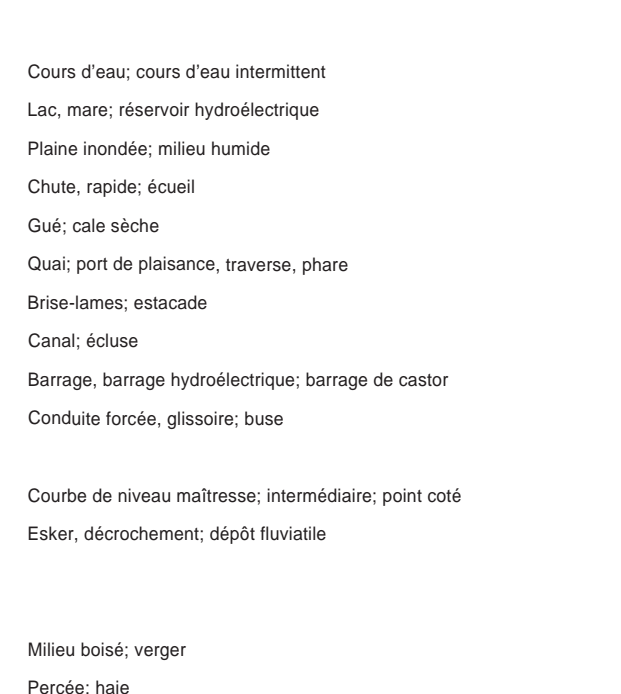 Cours d'eau; cours d'eau intermittent
Lac, mare; réservoir hydroélectrique
Plaine inondée; milieu humide
Chute, rapide; écueil
Gué; cale sèche
Quai; port de plaisance, traverse, phare
Brise-lames; estacade
Canal; écluse
Barrage, barrage hydroélectrique; barrage de castor
Conduite forcée, glissoire; buse
Courbe de niveau maîtresse; intermédiaire; point coté
Esker, décrochement; dépôt fluviatile
Milieu boisé; verger
Percée; haie